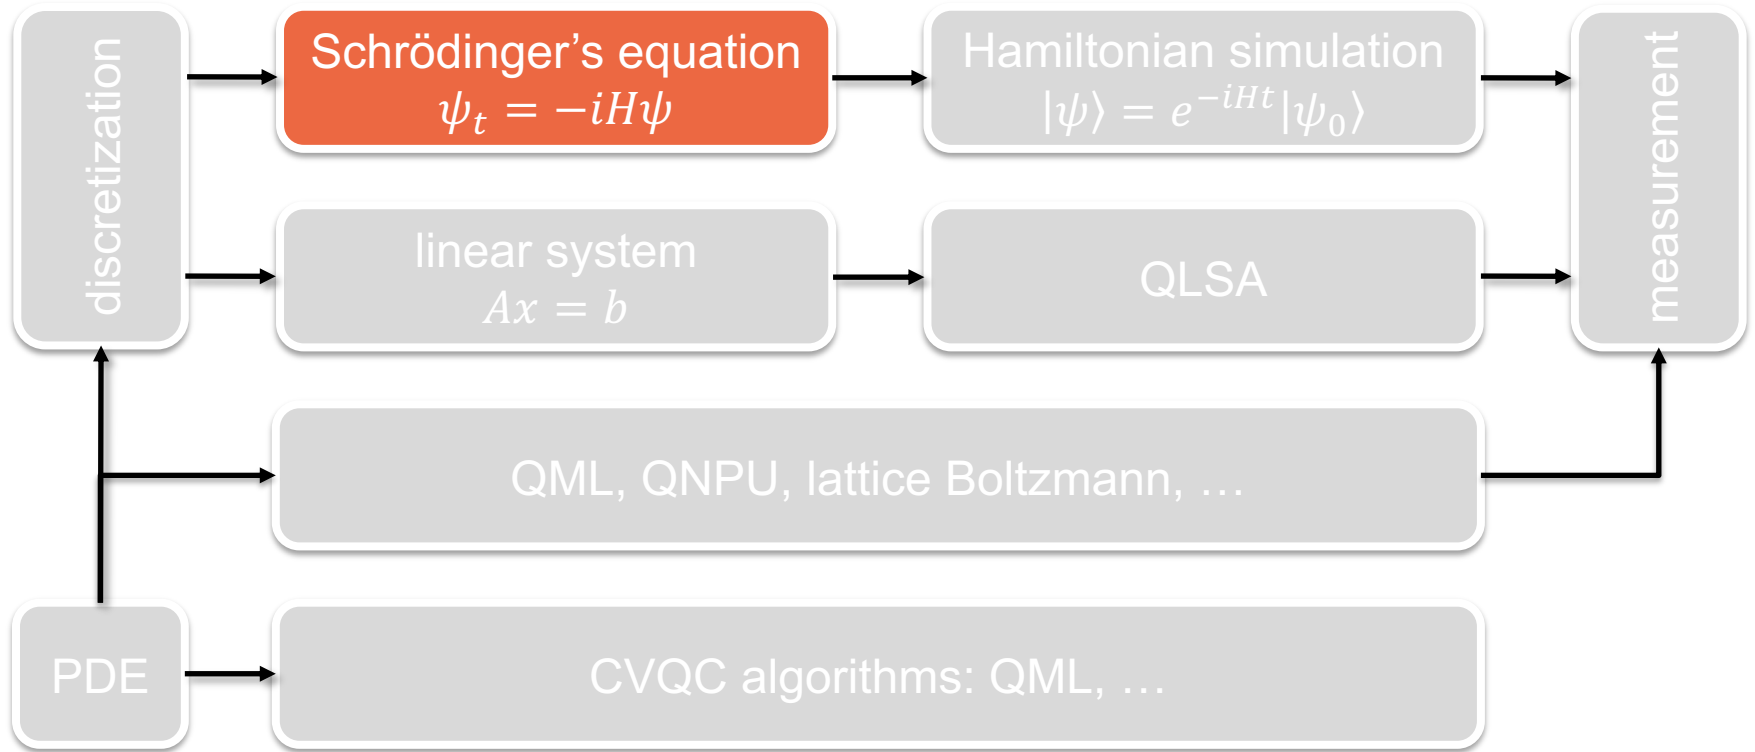 discretization
Schrödinger’s equation
ψ_t = −iHψ
Hamiltonian simulation
|ψ⟩ = e^{−iHt}|ψ_0⟩
measurement
linear system
Ax = b
QLSA
QML, QNPU, lattice Boltzmann, …
PDE
CVQC algorithms: QML, …